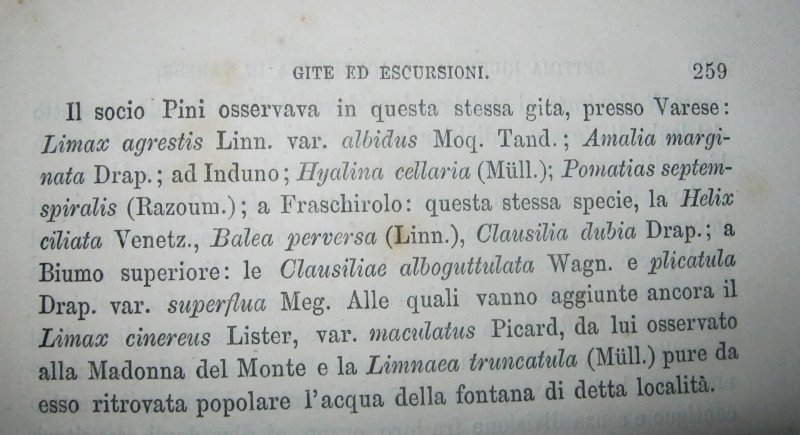 GITE ED ESCURSIONI. 259
Il socio Pini osservava in questa stessa gita, presso Varese:
Limax agrestis Linn. var. albidus Moq. Tand.; Amalia margi-
nata Drap.; ad Induno; Hyalina cellaria (Müll.); Pomatias septem-
spiralis (Razoum.); a Fraschirolo: questa stessa specie, la Helix
ciliata Venetz., Balea perversa (Linn.), Clausilia dubia Drap.; a
Biumo superiore: le Clausiliae alboguttulata Wagn. e plicatula
Drap. var. superflua Meg. Alle quali vanno aggiunte ancora il
Limax cinereus Lister, var. maculatus Picard, da lui osservato
alla Madonna del Monte e la Limnaea truncatula (Müll.) pure da
esso ritrovata popolare l'acqua della fontana di detta località.